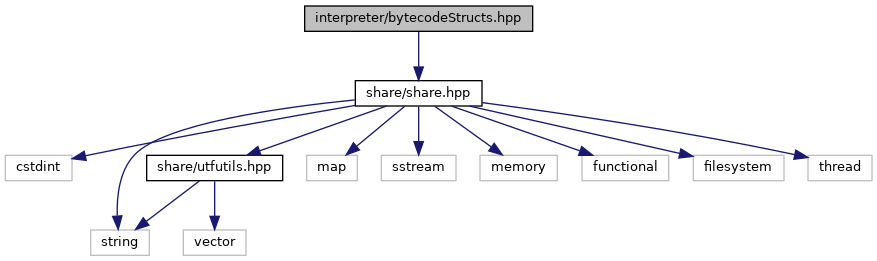 interpreter/bytecodeStructs.hpp
share/share.hpp
cstdint
share/utfutils.hpp
map
sstream
memory
functional
filesystem
thread
string
vector